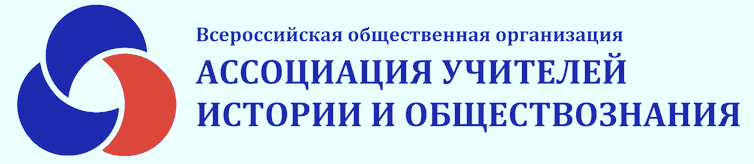 Всероссийская общественная организация
АССОЦИАЦИЯ УЧИТЕЛЕЙ
ИСТОРИИ И ОБЩЕСТВОЗНАНИЯ